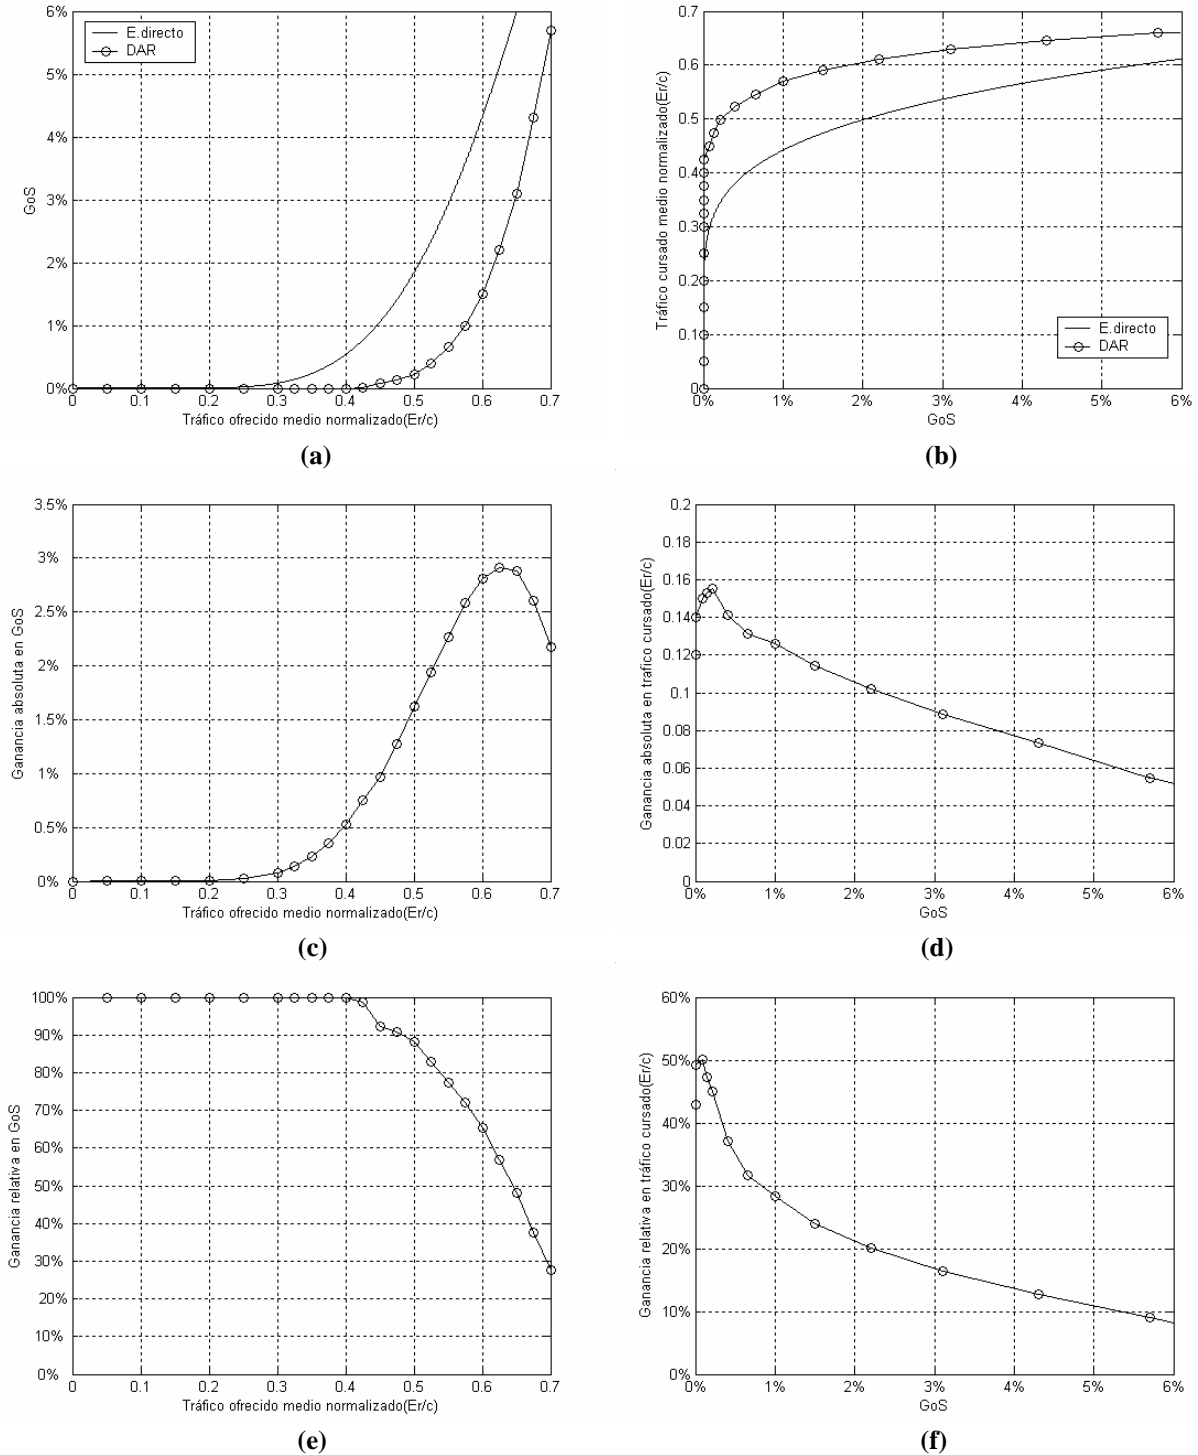 6%
5%
4%
3%
2%
1%
0%
GoS
E.directo
DAR
0 0.1 0.2 0.3 0.4 0.5 0.6 0.7
Tráfico ofrecido medio normalizado(Er/c)
(a)
0.7
0.6
0.5
0.4
0.3
0.2
0.1
0
Tráfico cursado medio normalizado(Er/c)
E.directo
DAR
0% 1% 2% 3% 4% 5% 6%
GoS
(b)
3.5%
3%
2.5%
2%
1.5%
1%
0.5%
0%
Ganancia absoluta en GoS
0 0.1 0.2 0.3 0.4 0.5 0.6 0.7
Tráfico ofrecido medio normalizado(Er/c)
(c)
0.2
0.18
0.16
0.14
0.12
0.1
0.08
0.06
0.04
0.02
0
Ganancia absoluta en tráfico cursado(Er/c)
0% 1% 2% 3% 4% 5% 6%
GoS
(d)
100%
90%
80%
70%
60%
50%
40%
30%
20%
10%
0%
Ganancia relativa en GoS
0 0.1 0.2 0.3 0.4 0.5 0.6 0.7
Tráfico ofrecido medio normalizado(Er/c)
(e)
60%
50%
40%
30%
20%
10%
0%
Ganancia relativa en tráfico cursado(Er/c)
0% 1% 2% 3% 4% 5% 6%
GoS
(f)